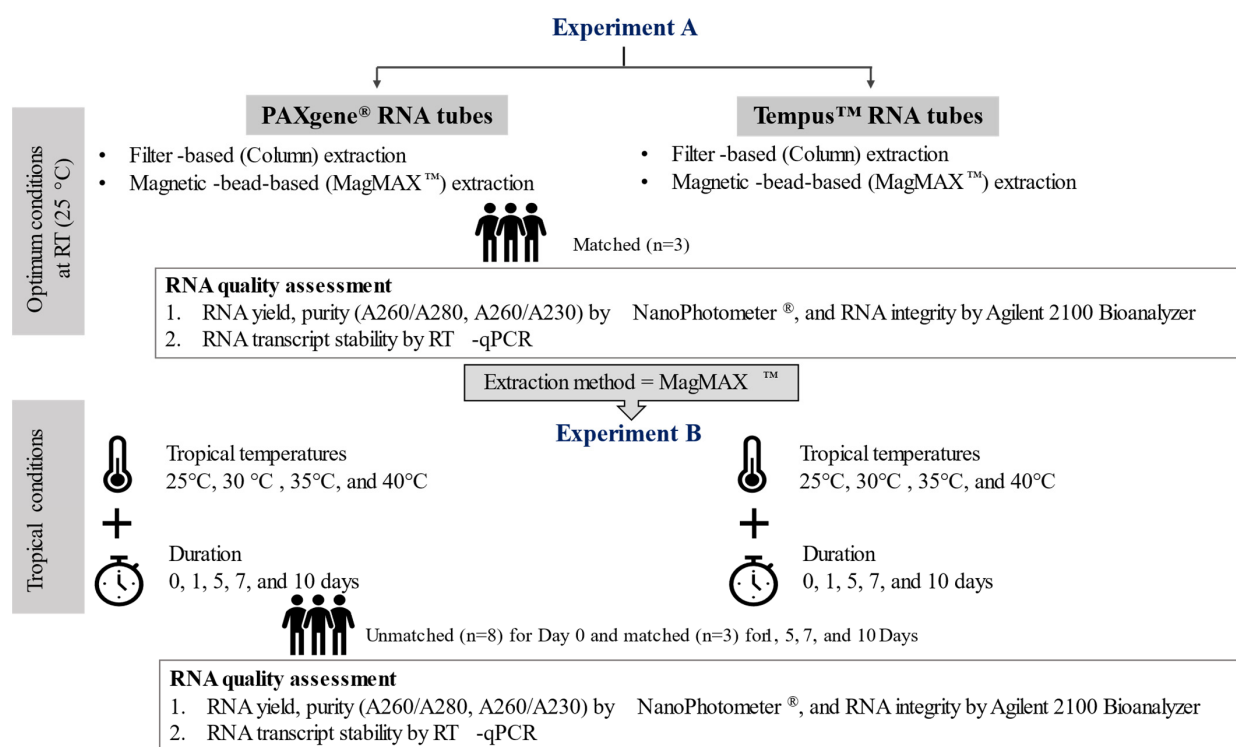 Experiment A
PAXgene® RNA tubes
Tempus™ RNA tubes
Optimum conditions
at RT (25 °C)
• Filter -based (Column) extraction
• Magnetic -bead-based (MagMAX™) extraction
• Filter -based (Column) extraction
• Magnetic -bead-based (MagMAX™) extraction
Matched (n=3)
RNA quality assessment
1. RNA yield, purity (A260/A280, A260/A230) by NanoPhotometer ®, and RNA integrity by Agilent 2100 Bioanalyzer
2. RNA transcript stability by RT -qPCR
Extraction method = MagMAX ™
Experiment B
Tropical conditions
Tropical temperatures
25°C, 30 °C , 35°C, and 40°C
+
Duration
0, 1, 5, 7, and 10 days
Tropical temperatures
25°C, 30°C , 35°C, and 40°C
+
Duration
0, 1, 5, 7, and 10 days
Unmatched (n=8) for Day 0 and matched (n=3) for1, 5, 7, and 10 Days
RNA quality assessment
1. RNA yield, purity (A260/A280, A260/A230) by NanoPhotometer ®, and RNA integrity by Agilent 2100 Bioanalyzer
2. RNA transcript stability by RT -qPCR